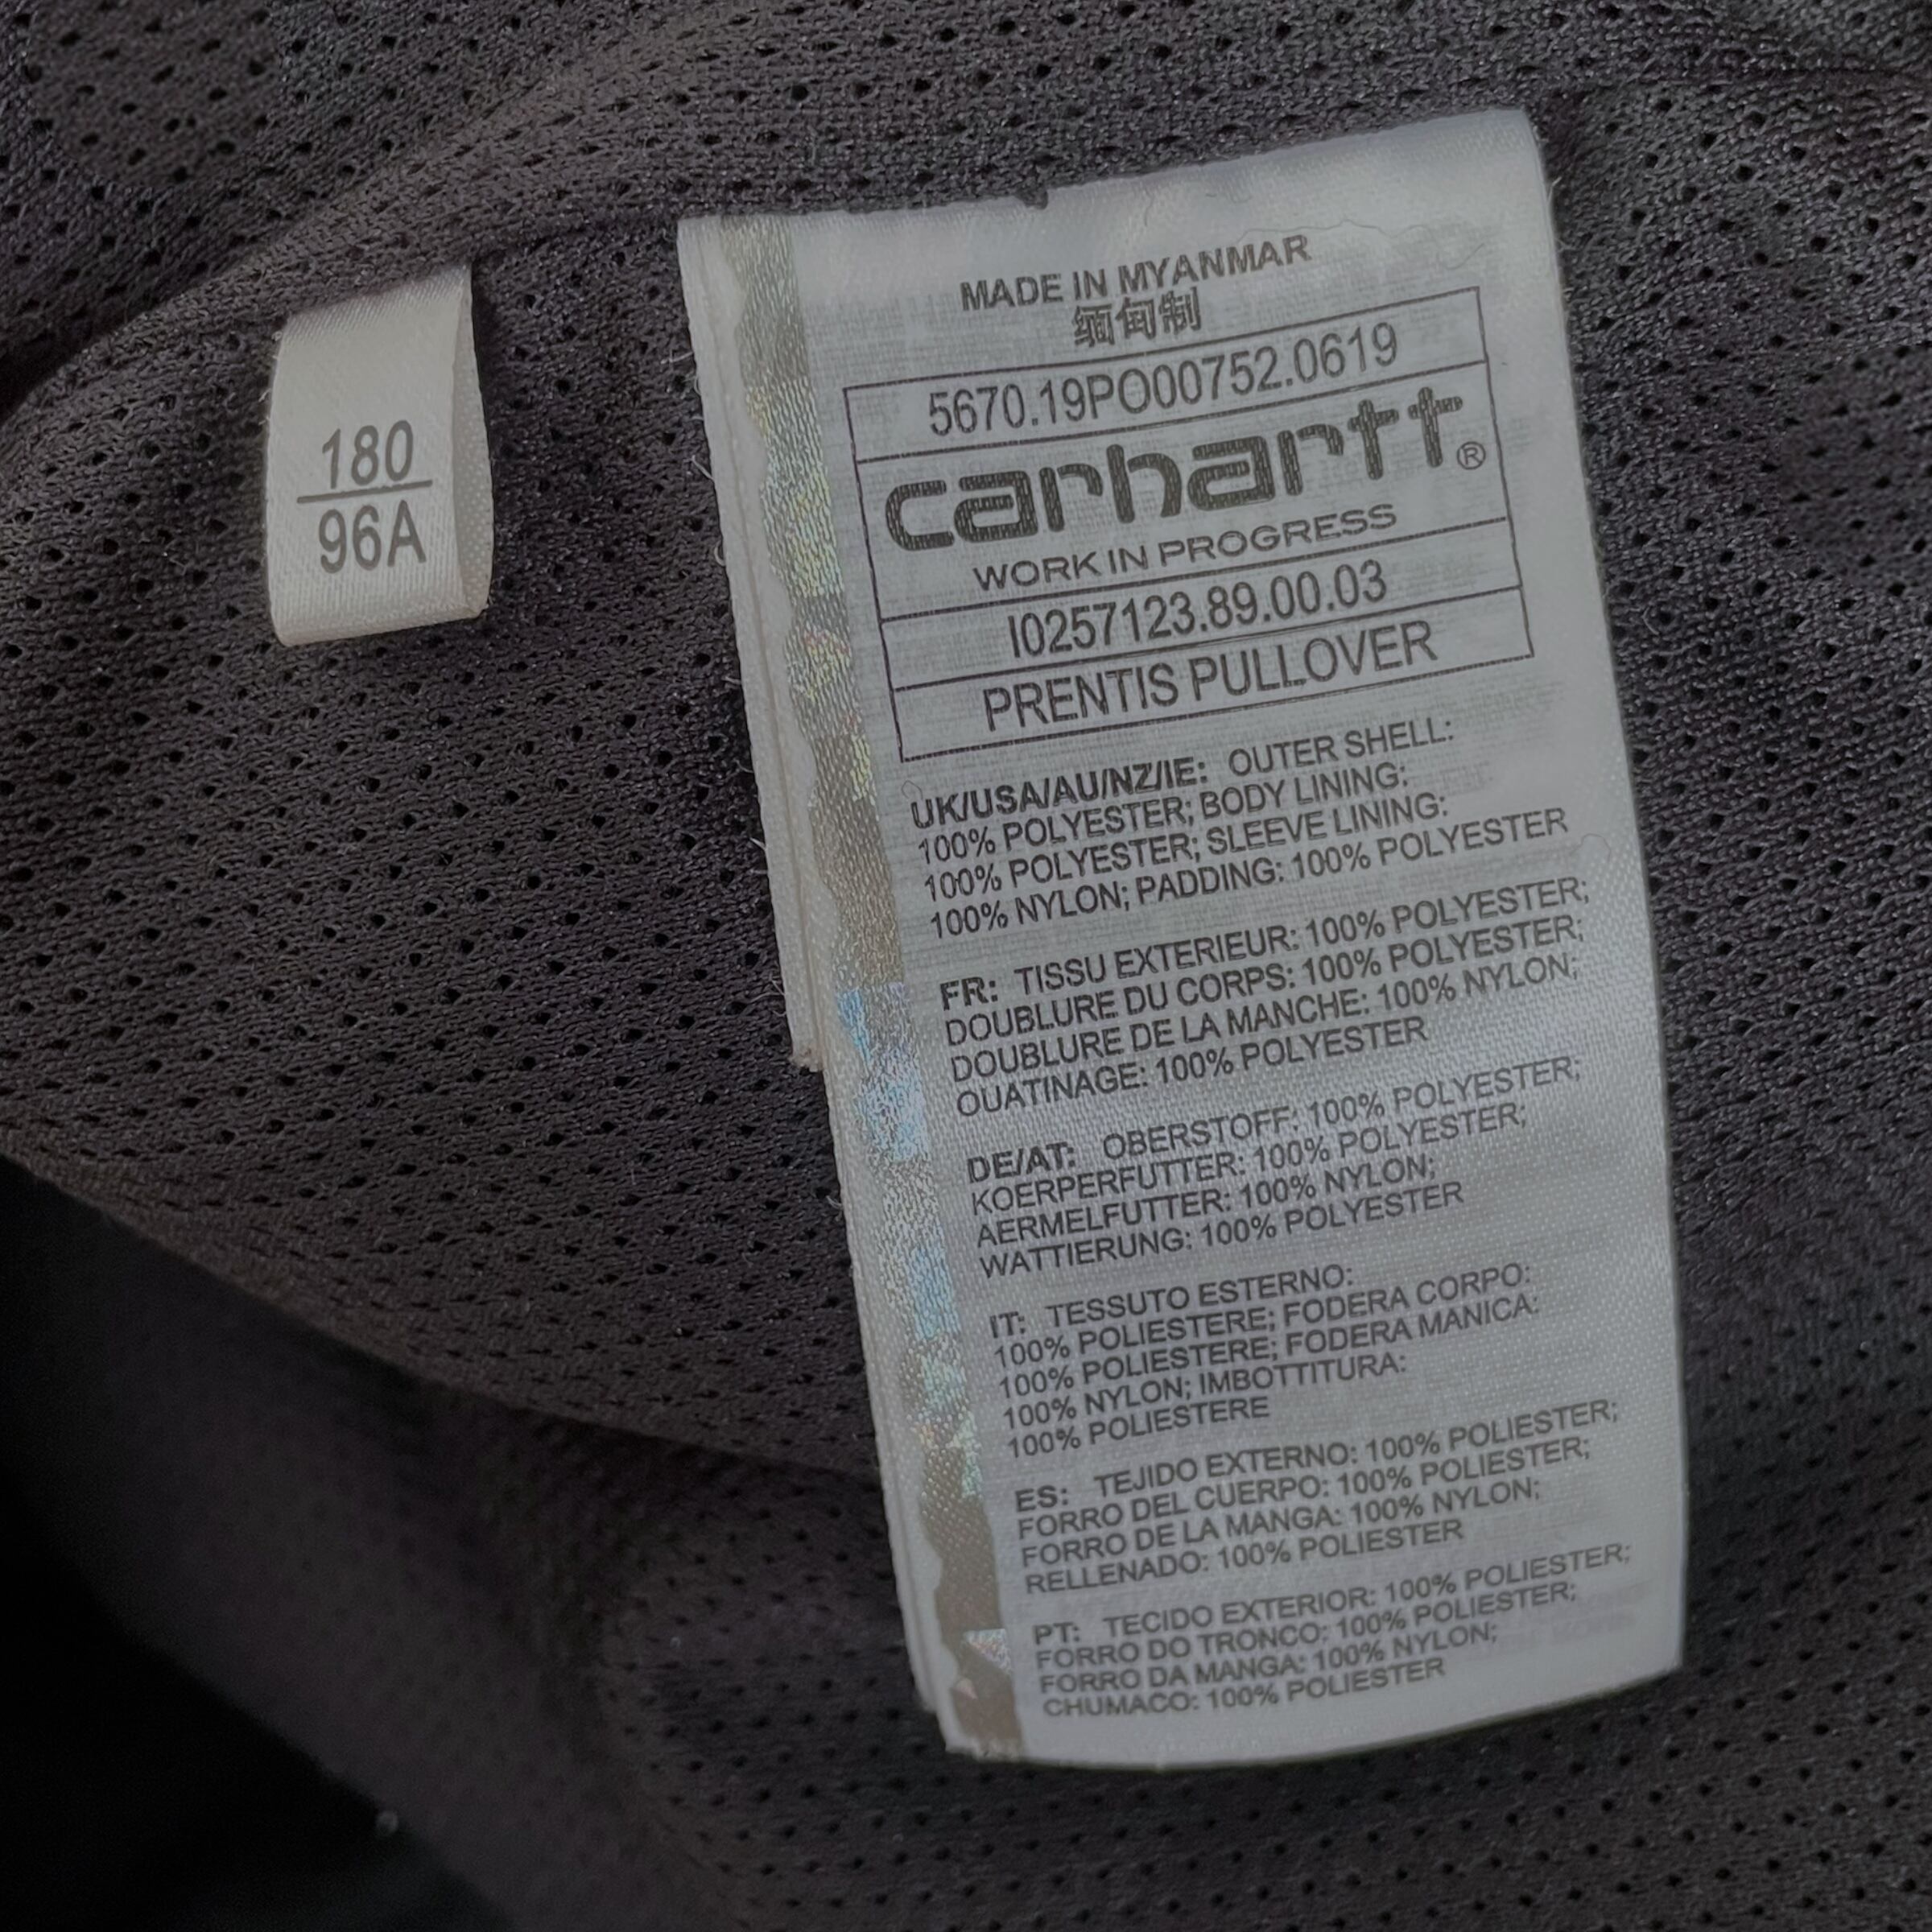 180
96A
MADE IN MYANMAR
缅甸制
5670.19PO00752.0619
carhartt®
WORK IN PROGRESS
I0257123.89.00.03
PRENTIS PULLOVER
UK/USA/AU/NZ/IE: OUTER SHELL:
100% POLYESTER; BODY LINING:
100% POLYESTER; SLEEVE LINING:
100% NYLON; PADDING: 100% POLYESTER
FR: TISSU EXTERIEUR: 100% POLYESTER;
DOUBLURE DU CORPS: 100% POLYESTER;
DOUBLURE DE LA MANCHE: 100% NYLON;
OUATINAGE: 100% POLYESTER
DE/AT: OBERSTOFF: 100% POLYESTER;
KOERPERFUTTER: 100% POLYESTER;
AERMELFUTTER: 100% NYLON;
WATTIERUNG: 100% POLYESTER
IT: TESSUTO ESTERNO:
100% POLIESTERE; FODERA CORPO:
100% POLIESTERE; FODERA MANICA:
100% NYLON; IMBOTTITURA:
100% POLIESTERE
ES: TEJIDO EXTERNO: 100% POLIESTER;
FORRO DEL CUERPO: 100% POLIESTER;
FORRO DE LA MANGA: 100% NYLON;
RELLENADO: 100% POLIESTER
PT: TECIDO EXTERIOR: 100% POLIESTER;
FORRO DO TRONCO: 100% POLIESTER;
FORRO DA MANGA: 100% NYLON;
CHUMACO: 100% POLIESTER